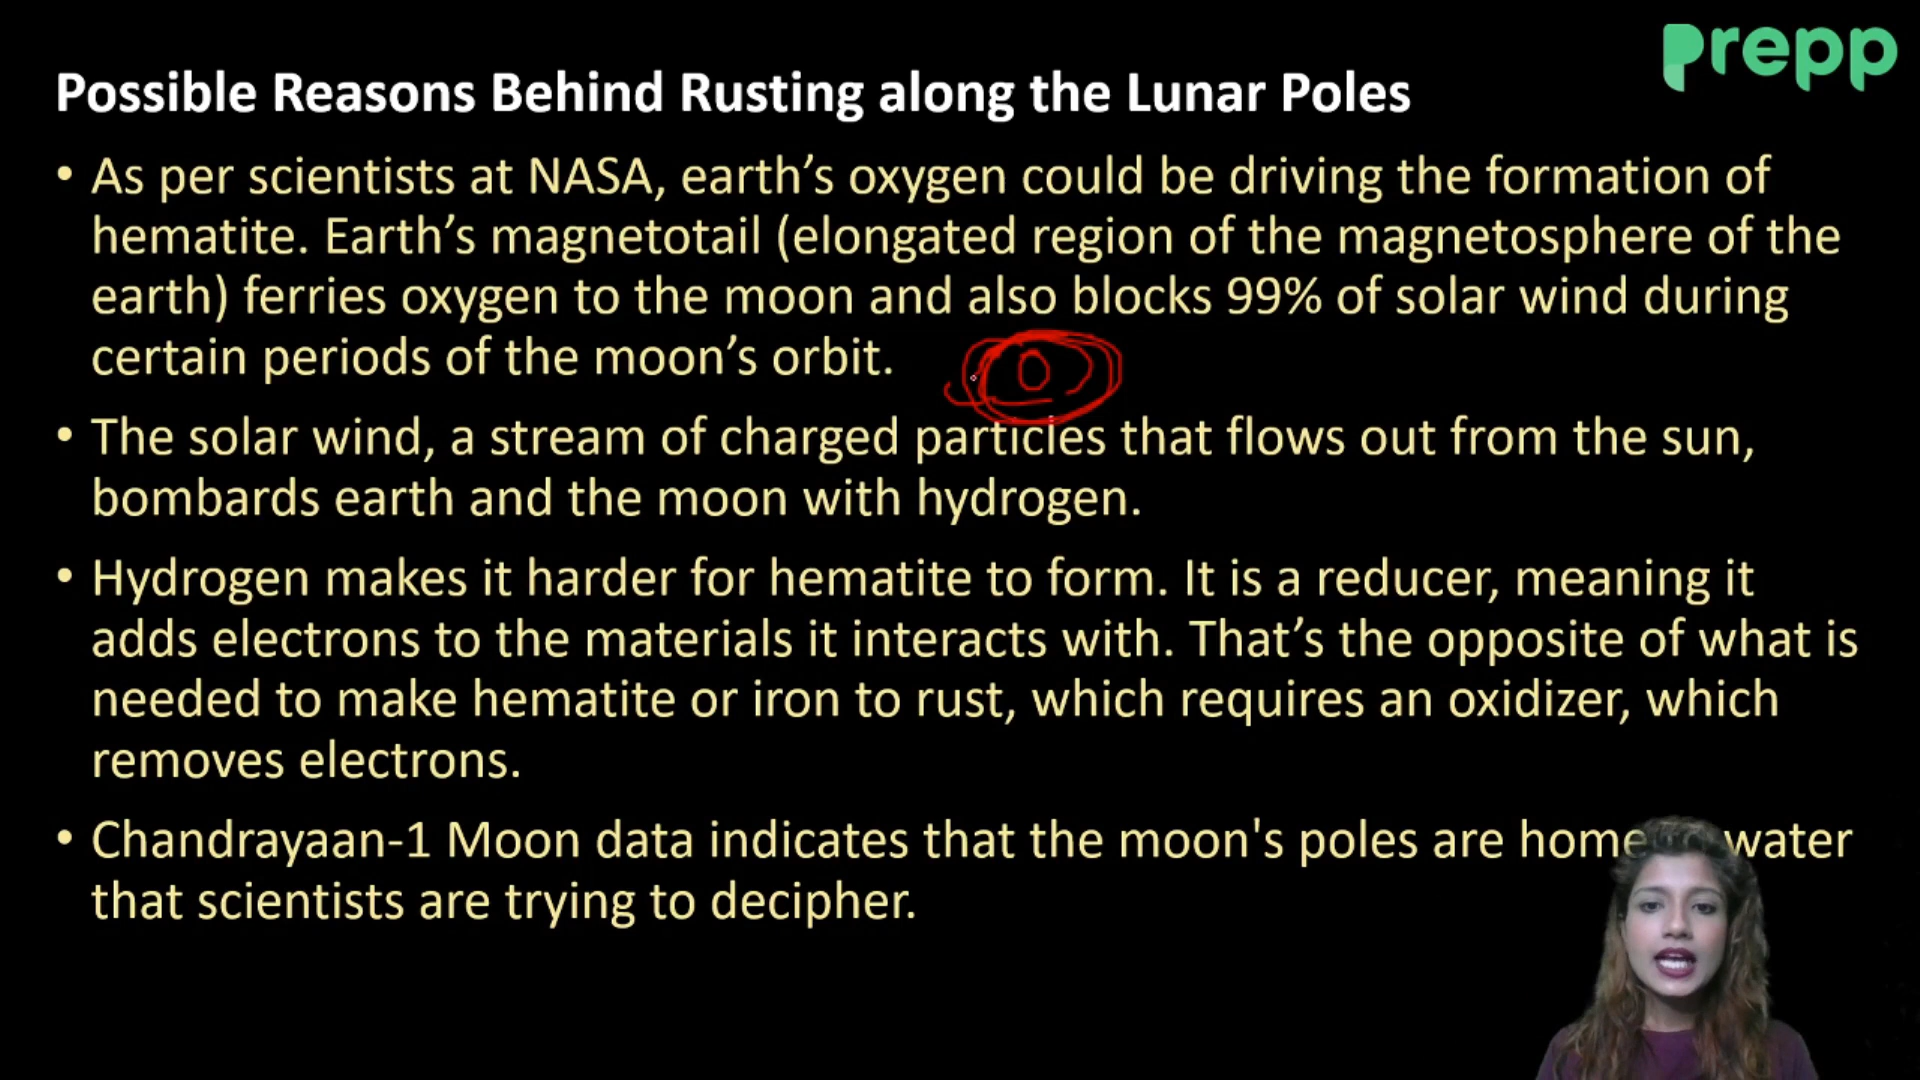 prepp
Possible Reasons Behind Rusting along the Lunar Poles
• As per scientists at NASA, earth’s oxygen could be driving the formation of
hematite. Earth’s magnetotail (elongated region of the magnetosphere of the
earth) ferries oxygen to the moon and also blocks 99% of solar wind during
certain periods of the moon’s orbit.
• The solar wind, a stream of charged particles that flows out from the sun,
bombards earth and the moon with hydrogen.
• Hydrogen makes it harder for hematite to form. It is a reducer, meaning it
adds electrons to the materials it interacts with. That’s the opposite of what is
needed to make hematite or iron to rust, which requires an oxidizer, which
removes electrons.
• Chandrayaan-1 Moon data indicates that the moon's poles are home water
that scientists are trying to decipher.